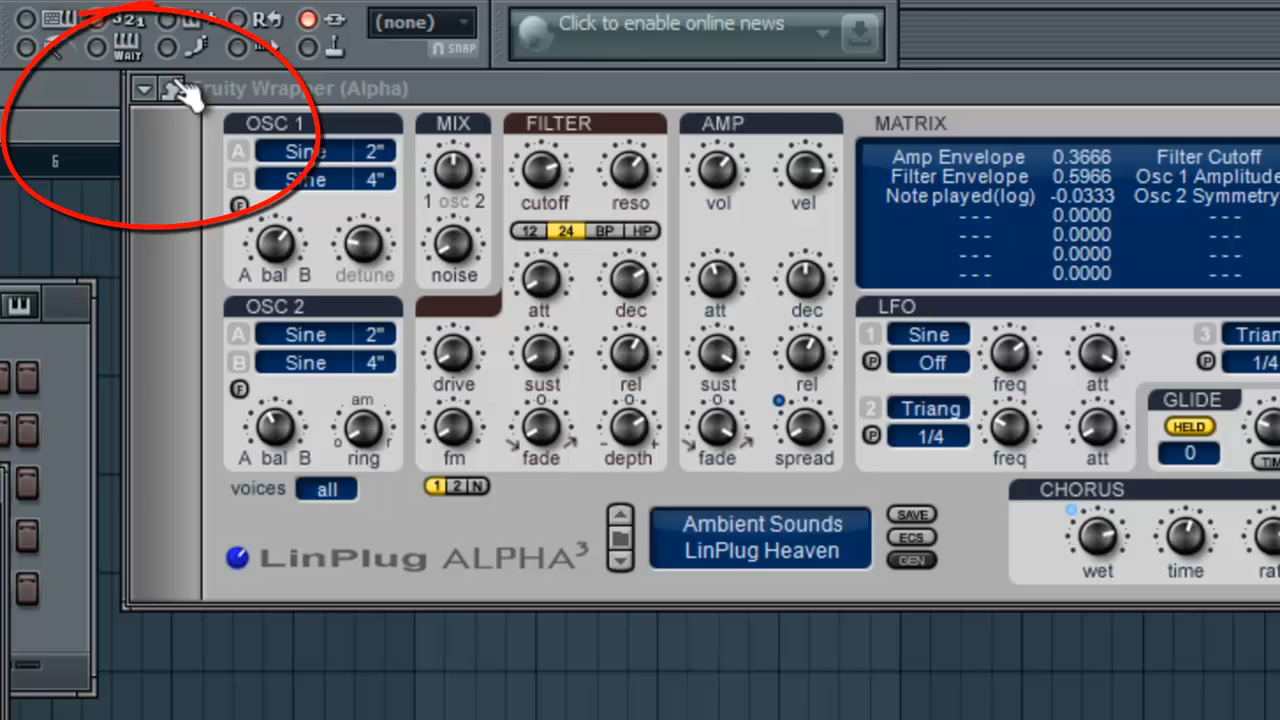 321
R
(none)
Click to enable online news
WAIT
SNAP
Fruity Wrapper (Alpha)
6
OSC 1
A Sine 2"
B Sine 4"
F
A bal B detune
MIX
1 osc 2
noise
FILTER
cutoff reso
12 24 BP HP
att dec
AMP
vol vel
att dec
MATRIX
Amp Envelope 0.3666 Filter Cutoff
Filter Envelope 0.5966 Osc 1 Amplitude
Note played(log) -0.0333 Osc 2 Symmetry
--- 0.0000 ---
--- 0.0000 ---
--- 0.0000 ---
--- 0.0000 ---
OSC 2
A Sine 2"
B Sine 4"
F
am
A bal B o ring r
drive sust rel
fm fade - depth +
sust rel
fade spread
LFO
1 Sine
P Off
freq att
3 Trian
P 1/4
2 Triang
P 1/4
freq att
GLIDE
HELD
0
TIM
voices all
1 2 N
LinPlug ALPHA3
Ambient Sounds
LinPlug Heaven
SAVE
ECS
GEN
CHORUS
wet time rat